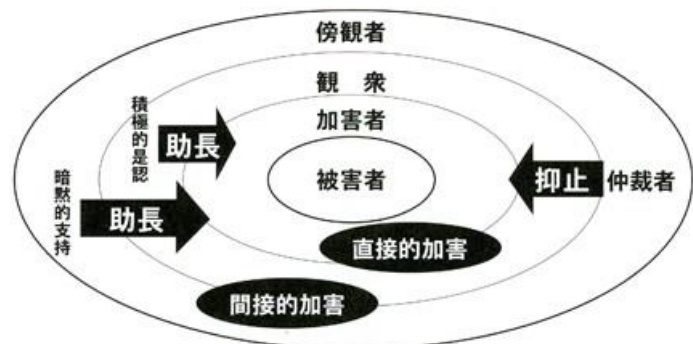 傍観者
観　衆
加害者
被害者
積極的是認
助長
暗黙的支持
助長
抑止
仲裁者
直接的加害
間接的加害